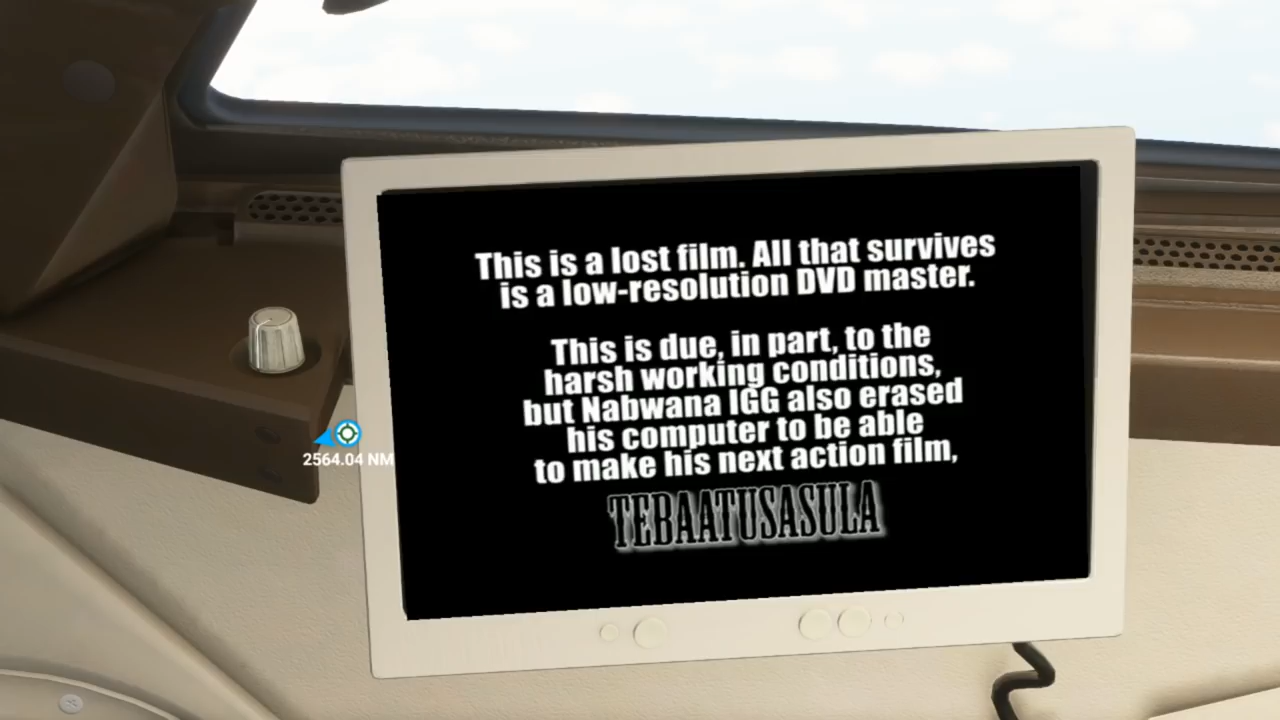 This is a lost film. All that survives
is a low-resolution DVD master.
This is due, in part, to the
harsh working conditions,
but Nabwana IGG also erased
his computer to be able
to make his next action film,
TEBAATUSASULA
2564.04 NM